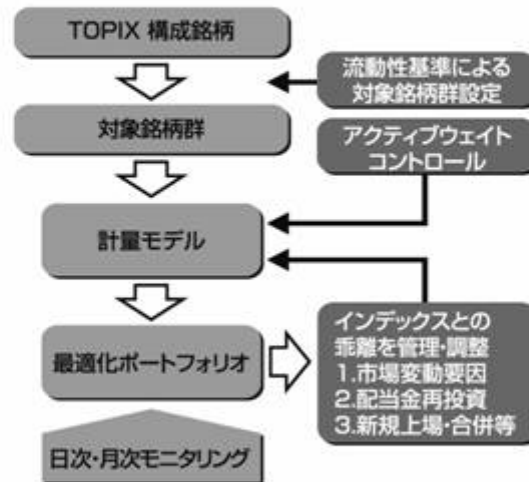 TOPIX 構成銘柄
流動性基準による
対象銘柄群設定
対象銘柄群
アクティブウェイト
コントロール
計量モデル
最適化ポートフォリオ
インデックスとの
乖離を管理・調整
1.市場変動要因
2.配当金再投資
3.新規上場・合併等
日次・月次モニタリング